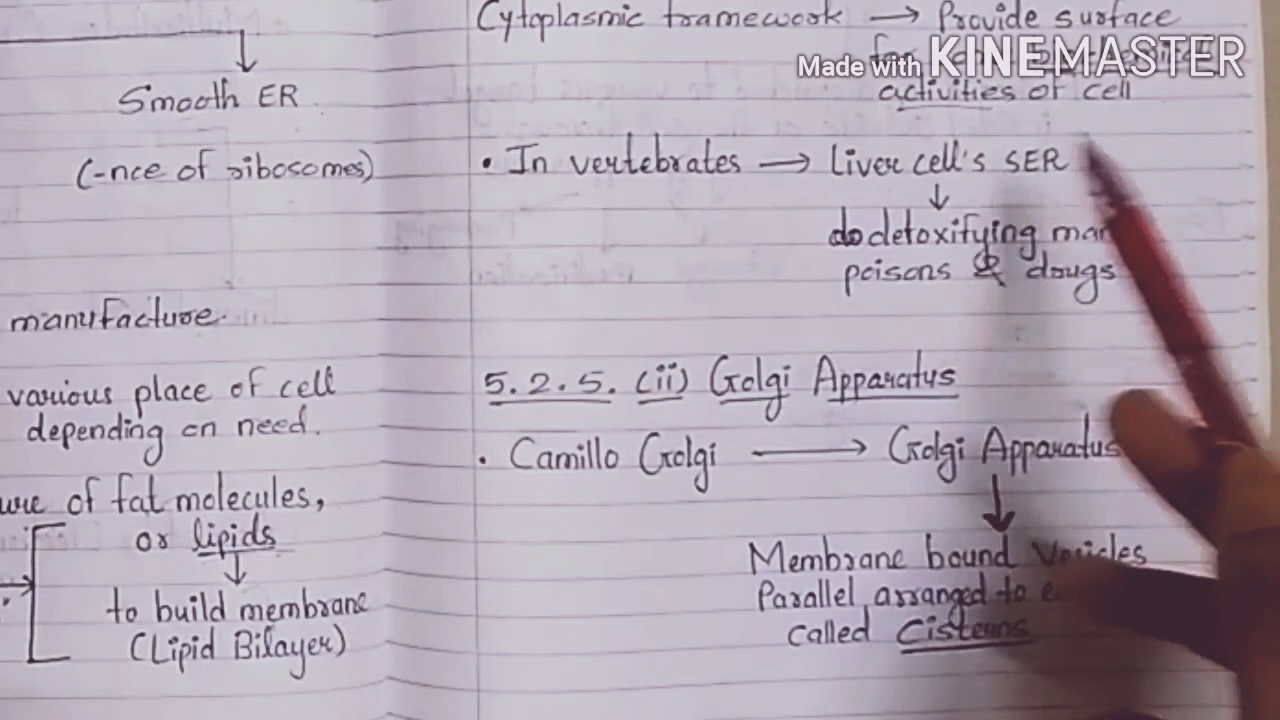 Smooth ER
(-nce of ribosomes)
manufacture.
various place of cell
depending on need.
of fat molecules,
or lipids
to build membrane
(Lipid Bilayer)
Cytoplasmic framework → Provide surface
Made with KINEMASTER
activities of cell
• In vertebrates → Liver cell's SER
↓
do detoxifying
poisons & drugs
5.2.5. (ii) Golgi Apparatus
• Camillo Golgi → Golgi Apparatus
Membrane bound Vesicles
Parallel arranged to
called Cisterns